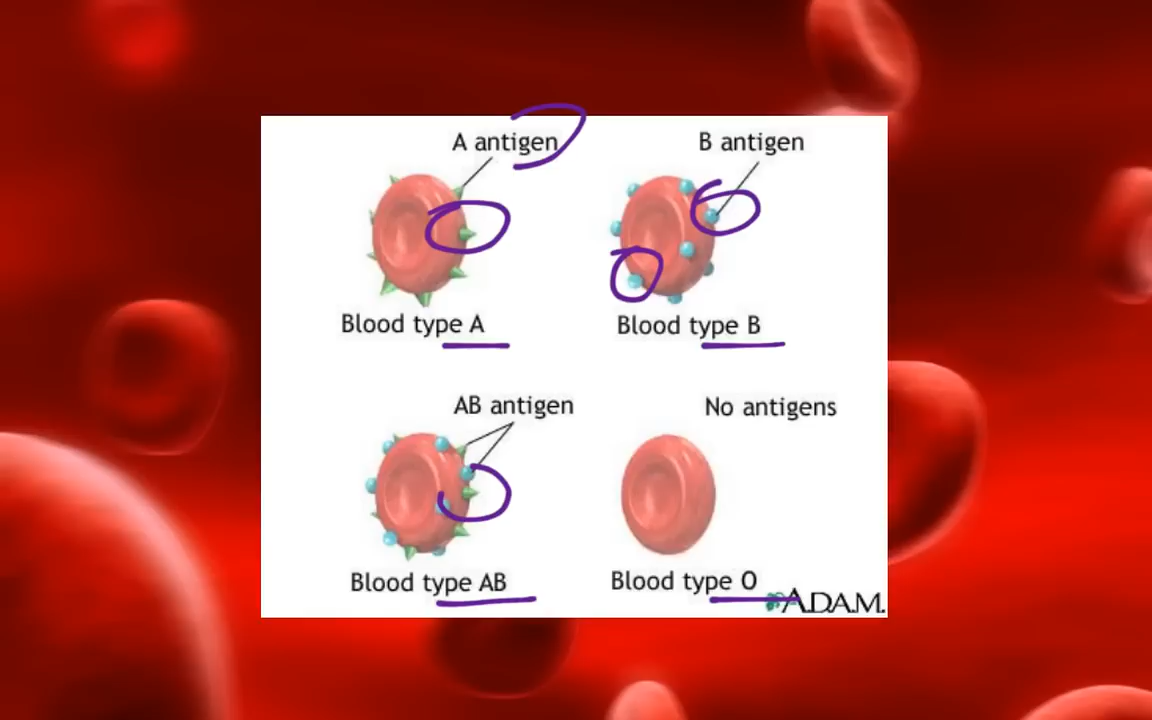 A antigen
B antigen
Blood type A
Blood type B
AB antigen
No antigens
Blood type AB
Blood type O
A.D.A.M.